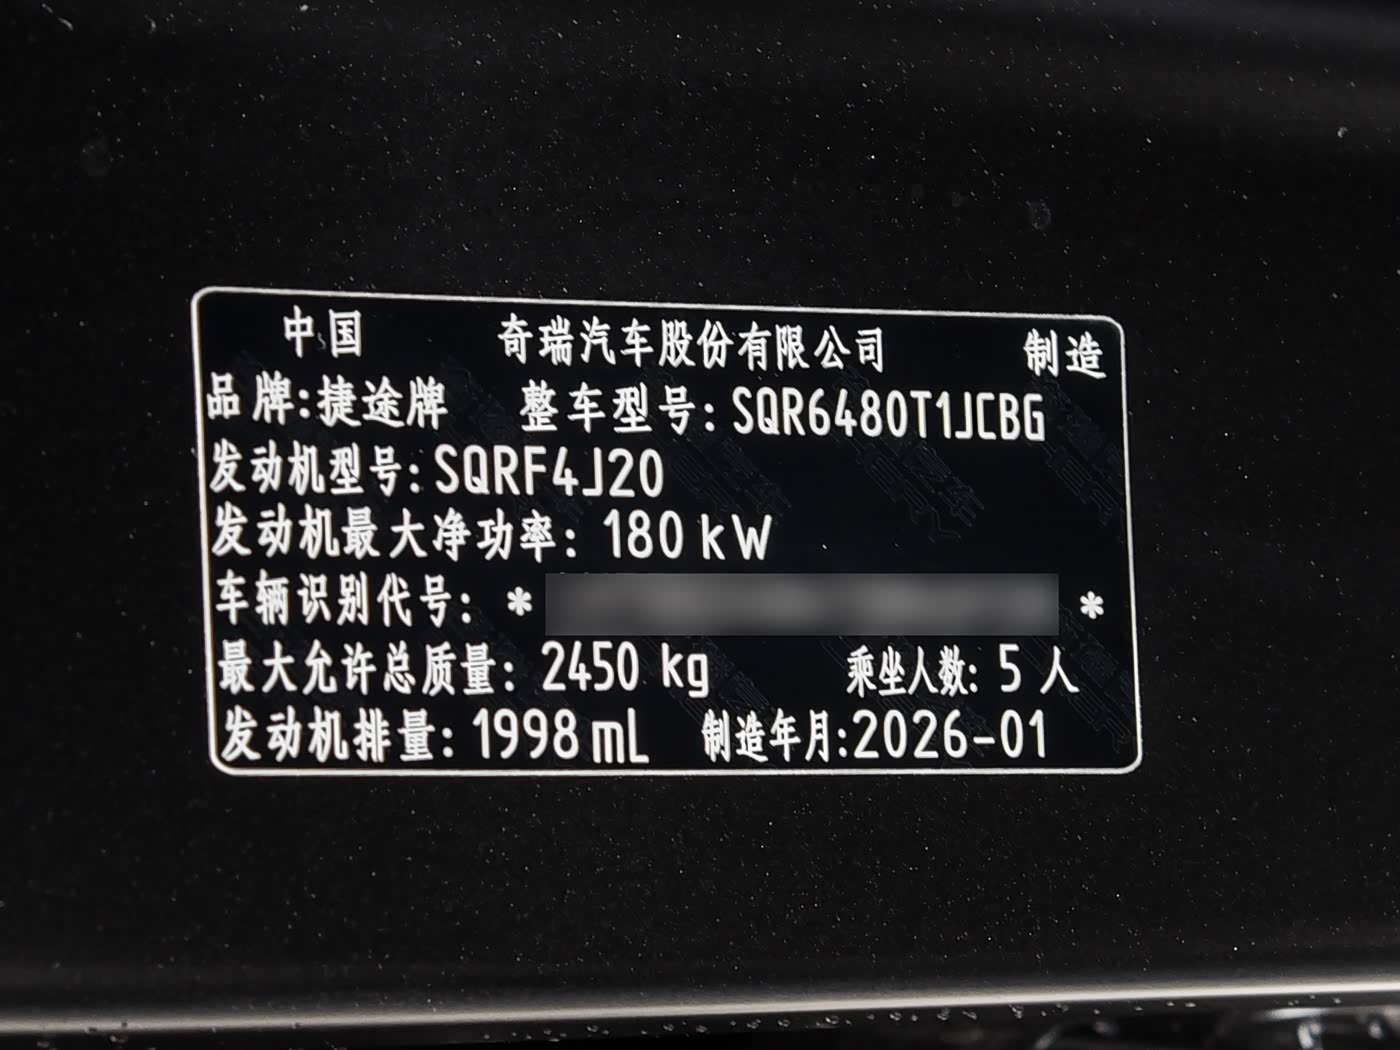 中国 奇瑞汽车股份有限公司 制造
品牌:捷途牌 整车型号:SQR6480T1JCBG
发动机型号:SQRF4J20
发动机最大净功率: 180 kW
车辆识别代号: * *
最大允许总质量: 2450 kg 乘坐人数: 5 人
发动机排量: 1998 mL 制造年月:2026-01